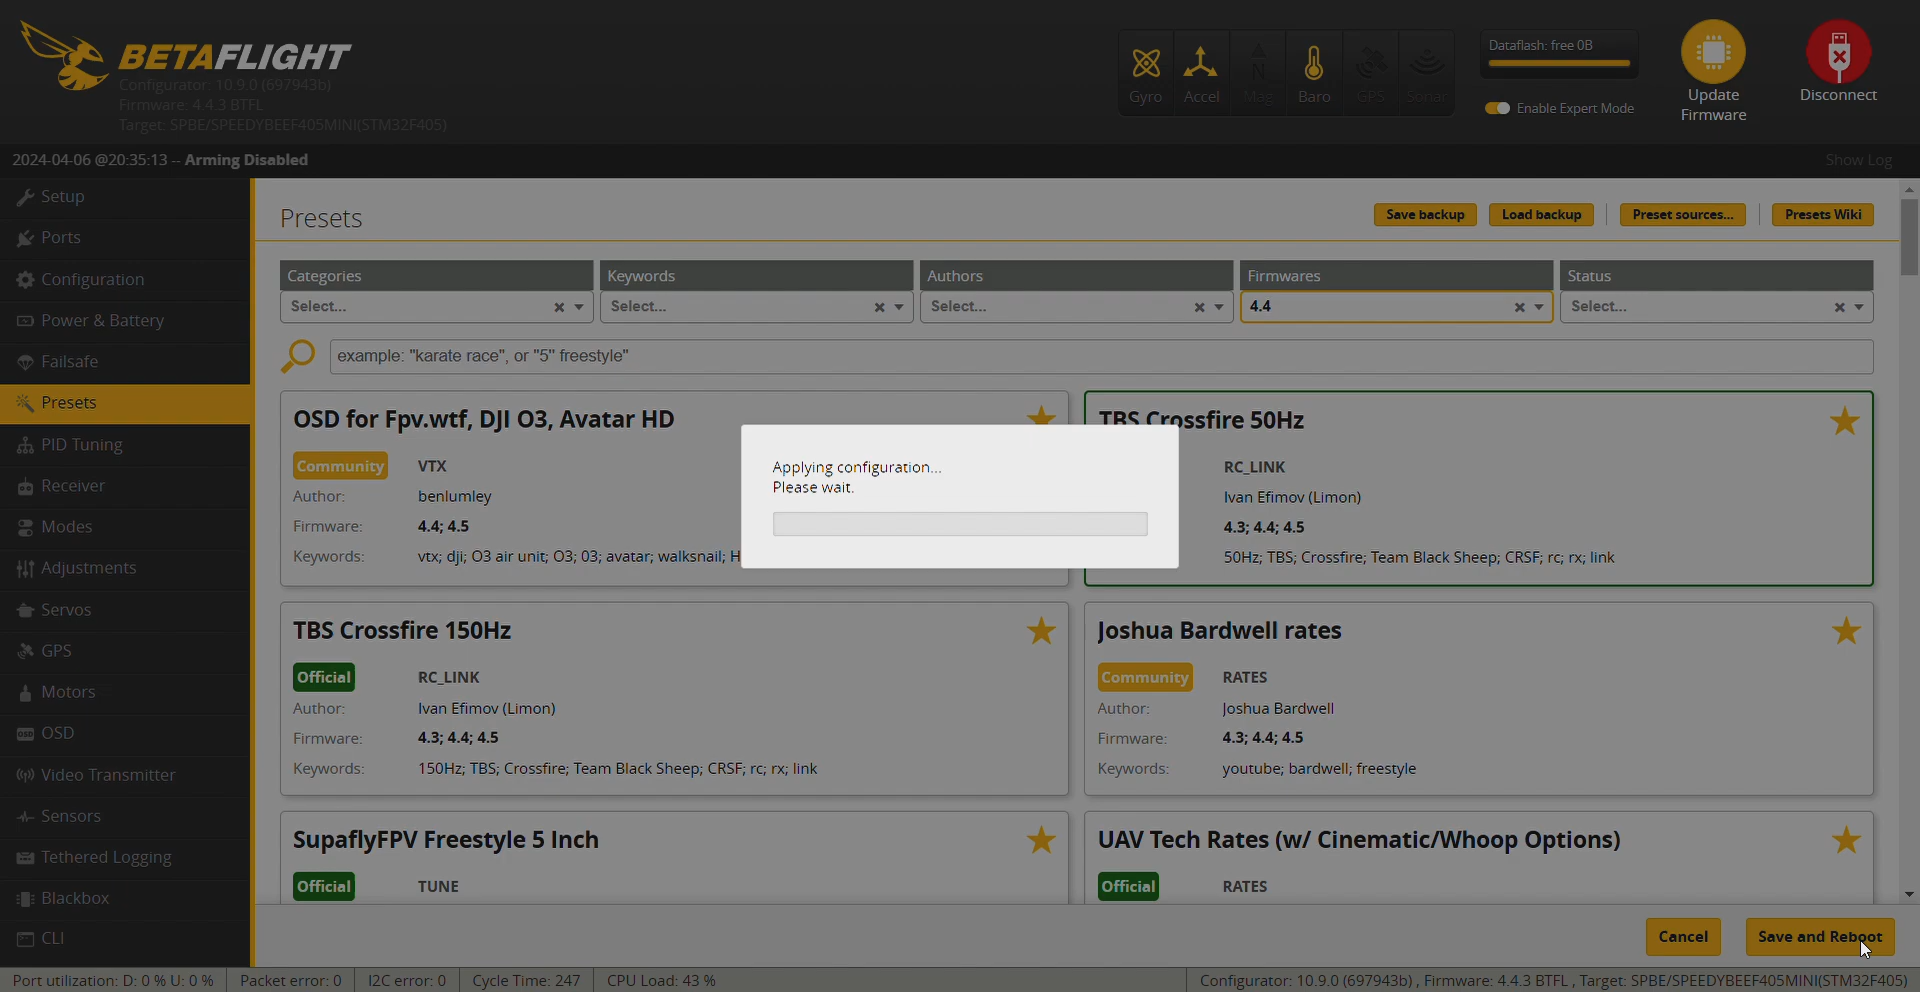 BETAFLIGHT
Configurator: 10.9.0 (697943b)
Firmware: 4.4.3 BTFL
Target: SPBE/SPEEDYBEEF405MINI(STM32F405)
Gyro
Accel
Mag
Baro
GPS
Sonar
Dataflash: free 0B
Enable Expert Mode
Update
Firmware
Disconnect
2024-04-06 @20:35:13 -- Arming Disabled
Show Log
Setup
Ports
Configuration
Power & Battery
Failsafe
Presets
PID Tuning
Receiver
Modes
Adjustments
Servos
GPS
Motors
OSD
Video Transmitter
Sensors
Tethered Logging
Blackbox
CLI
Presets
Save backup
Load backup
Preset sources...
Presets Wiki
Categories
Select...
Keywords
Select...
Authors
Select...
Firmwares
4.4
Status
Select...
example: "karate race", or "5" freestyle"
OSD for Fpv.wtf, DJI O3, Avatar HD
Community VTX
Author: benlumley
Firmware: 4.4; 4.5
Keywords: vtx; dji; O3 air unit; O3; 03; avatar; walksnail; H
TBS Crossfire 50Hz
RC_LINK
Ivan Efimov (Limon)
4.3; 4.4; 4.5
50Hz; TBS; Crossfire; Team Black Sheep; CRSF; rc; rx; link
Applying configuration...
Please wait.
TBS Crossfire 150Hz
Official RC_LINK
Author: Ivan Efimov (Limon)
Firmware: 4.3; 4.4; 4.5
Keywords: 150Hz; TBS; Crossfire; Team Black Sheep; CRSF; rc; rx; link
Joshua Bardwell rates
Community RATES
Author: Joshua Bardwell
Firmware: 4.3; 4.4; 4.5
Keywords: youtube; bardwell; freestyle
SupaflyFPV Freestyle 5 Inch
Official TUNE
UAV Tech Rates (w/ Cinematic/Whoop Options)
Official RATES
Cancel
Save and Reboot
Port utilization: D: 0 % U: 0 %
Packet error: 0
I2C error: 0
Cycle Time: 247
CPU Load: 43 %
Configurator: 10.9.0 (697943b) , Firmware: 4.4.3 BTFL , Target: SPBE/SPEEDYBEEF405MINI(STM32F405)